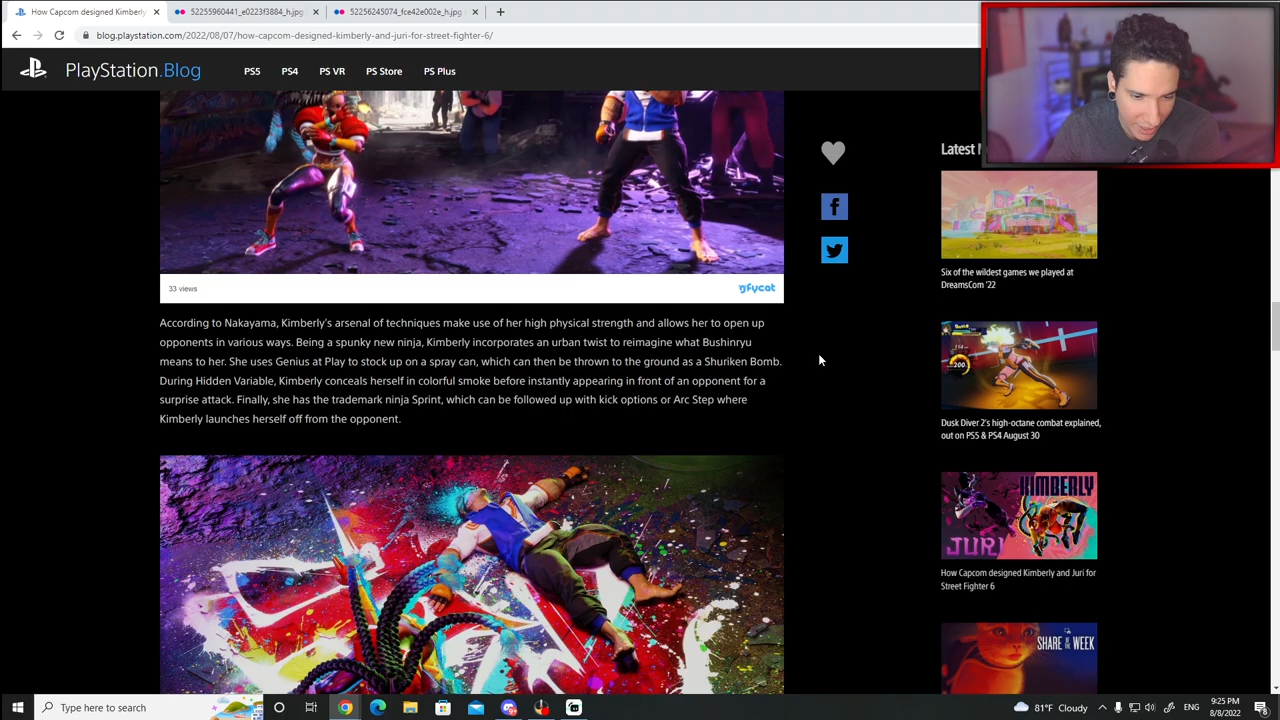 How Capcom designed Kimberly
52255960441_e0223f3884_h.jpg
52256245074_fce42e002e_h.jpg
blog.playstation.com/2022/08/07/how-capcom-designed-kimberly-and-juri-for-street-fighter-6/
PlayStation.Blog
PS5
PS4
PS VR
PS Store
PS Plus
33 views
gfycat
According to Nakayama, Kimberly's arsenal of techniques make use of her high physical strength and allows her to open up
opponents in various ways. Being a spunky new ninja, Kimberly incorporates an urban twist to reimagine what Bushinryu
means to her. She uses Genius at Play to stock up on a spray can, which can then be thrown to the ground as a Shuriken Bomb.
During Hidden Variable, Kimberly conceals herself in colorful smoke before instantly appearing in front of an opponent for a
surprise attack. Finally, she has the trademark ninja Sprint, which can be followed up with kick options or Arc Step where
Kimberly launches herself off from the opponent.
Latest
Six of the wildest games we played at
DreamsCom '22
200
Dusk Diver 2's high-octane combat explained,
out on PS5 & PS4 August 30
KIMBERLY
JURI
How Capcom designed Kimberly and Juri for
Street Fighter 6
SHARE OF THE WEEK
Type here to search
81°F Cloudy
ENG
9:25 PM
8/8/2022